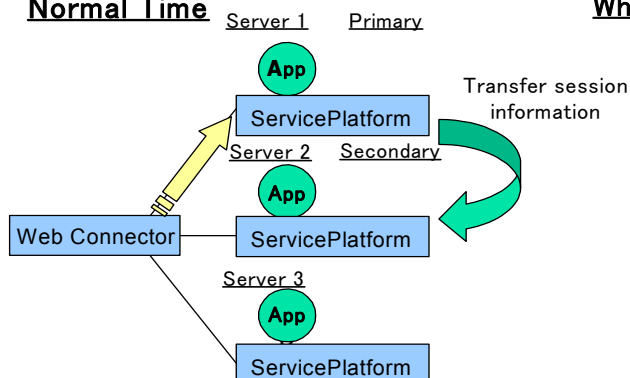 Normal Time
Wh
Server 1 Primary
App
Transfer session
information
ServicePlatform
Server 2 Secondary
App
Web Connector
ServicePlatform
Server 3
App
ServicePlatform